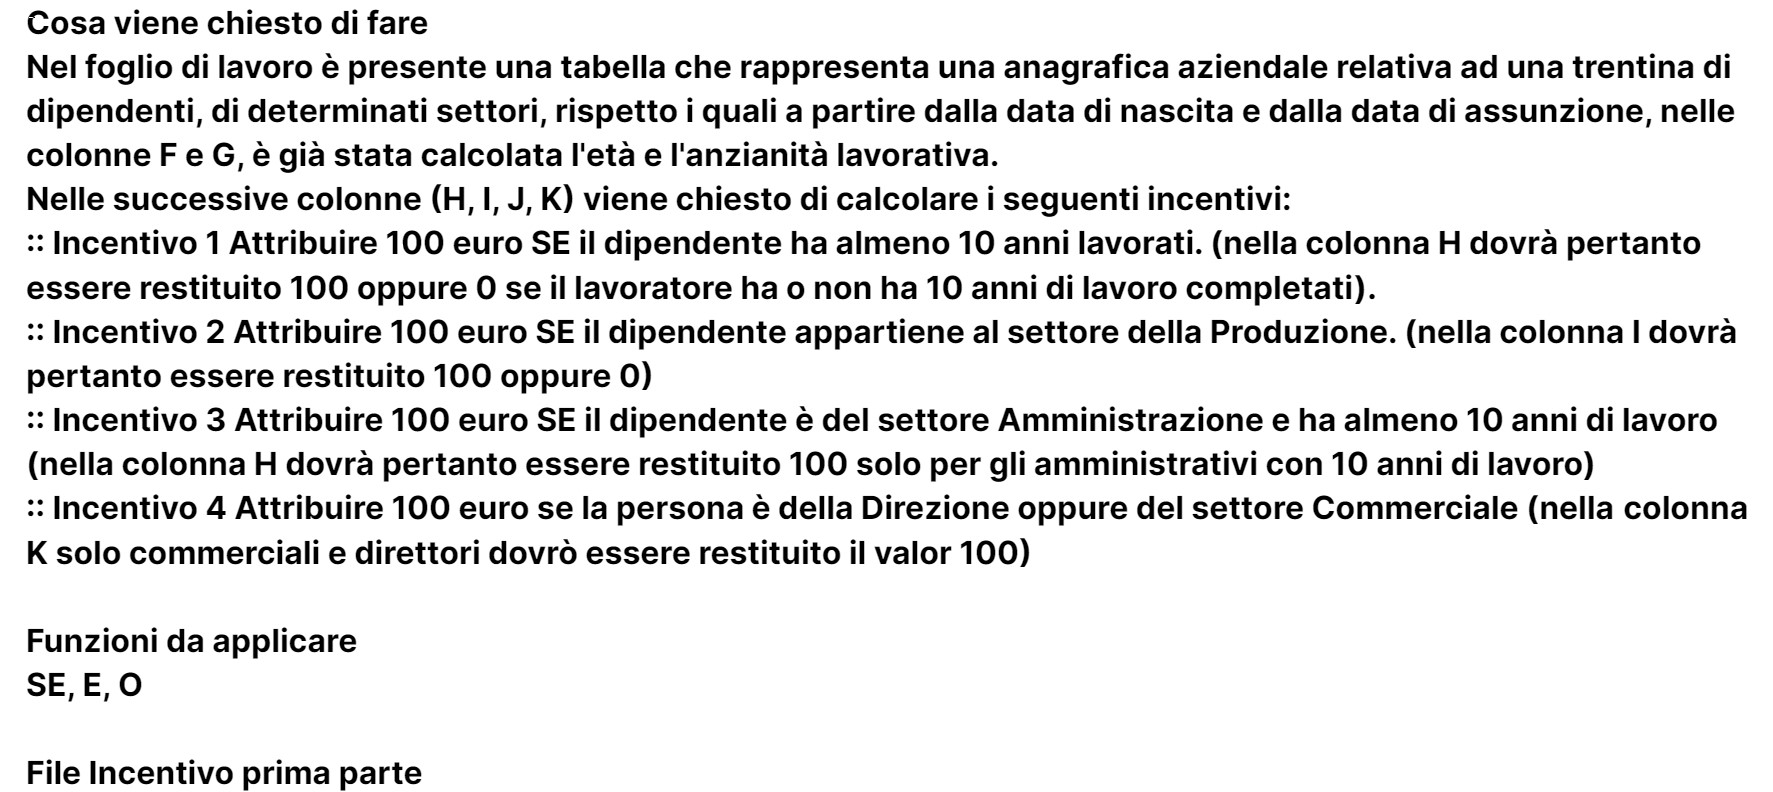 Cosa viene chiesto di fare
Nel foglio di lavoro è presente una tabella che rappresenta una anagrafica aziendale relativa ad una trentina di
dipendenti, di determinati settori, rispetto i quali a partire dalla data di nascita e dalla data di assunzione, nelle
colonne F e G, è già stata calcolata l'età e l'anzianità lavorativa.
Nelle successive colonne (H, I, J, K) viene chiesto di calcolare i seguenti incentivi:
:: Incentivo 1 Attribuire 100 euro SE il dipendente ha almeno 10 anni lavorati. (nella colonna H dovrà pertanto
essere restituito 100 oppure 0 se il lavoratore ha o non ha 10 anni di lavoro completati).
:: Incentivo 2 Attribuire 100 euro SE il dipendente appartiene al settore della Produzione. (nella colonna I dovrà
pertanto essere restituito 100 oppure 0)
:: Incentivo 3 Attribuire 100 euro SE il dipendente è del settore Amministrazione e ha almeno 10 anni di lavoro
(nella colonna H dovrà pertanto essere restituito 100 solo per gli amministrativi con 10 anni di lavoro)
:: Incentivo 4 Attribuire 100 euro se la persona è della Direzione oppure del settore Commerciale (nella colonna
K solo commerciali e direttori dovrò essere restituito il valor 100)
Funzioni da applicare
SE, E, O
File Incentivo prima parte